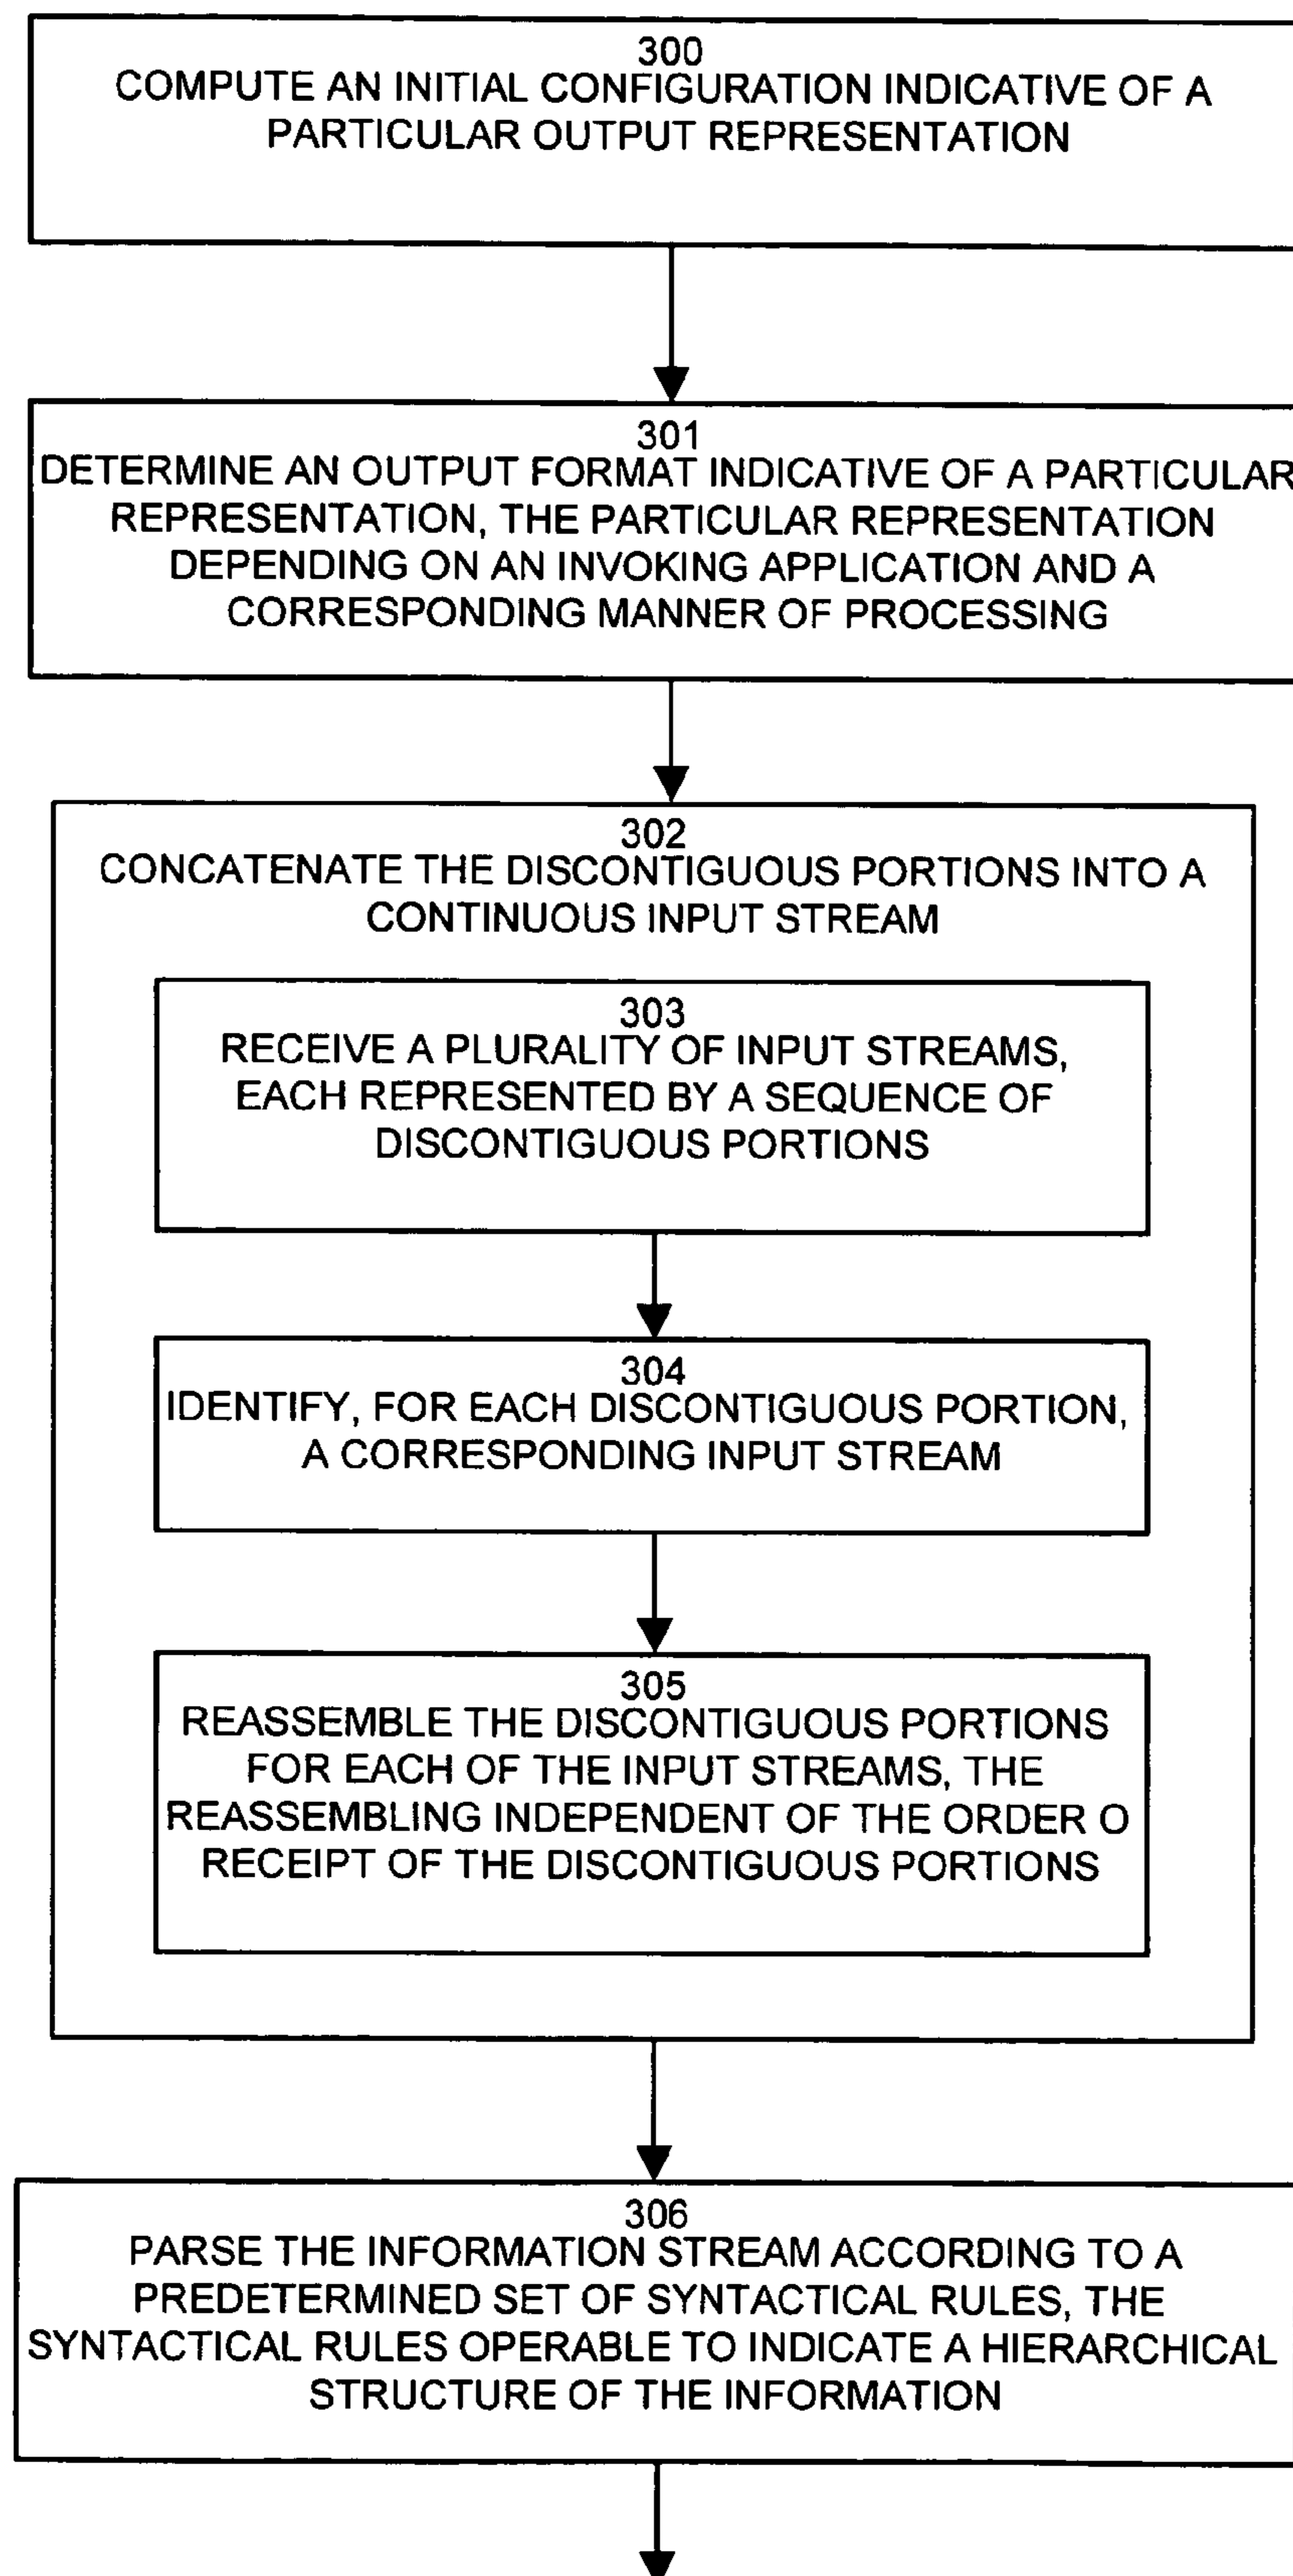 300
COMPUTE AN INITIAL CONFIGURATION INDICATIVE OF A
PARTICULAR OUTPUT REPRESENTATION
301
DETERMINE AN OUTPUT FORMAT INDICATIVE OF A PARTICULAR
REPRESENTATION, THE PARTICULAR REPRESENTATION
DEPENDING ON AN INVOKING APPLICATION AND A
CORRESPONDING MANNER OF PROCESSING
302
CONCATENATE THE DISCONTIGUOUS PORTIONS INTO A
CONTINUOUS INPUT STREAM
303
RECEIVE A PLURALITY OF INPUT STREAMS,
EACH REPRESENTED BY A SEQUENCE OF
DISCONTIGUOUS PORTIONS
304
IDENTIFY, FOR EACH DISCONTIGUOUS PORTION,
A CORRESPONDING INPUT STREAM
305
REASSEMBLE THE DISCONTIGUOUS PORTIONS
FOR EACH OF THE INPUT STREAMS, THE
REASSEMBLING INDEPENDENT OF THE ORDER O
RECEIPT OF THE DISCONTIGUOUS PORTIONS
306
PARSE THE INFORMATION STREAM ACCORDING TO A
PREDETERMINED SET OF SYNTACTICAL RULES, THE
SYNTACTICAL RULES OPERABLE TO INDICATE A HIERARCHICAL
STRUCTURE OF THE INFORMATION